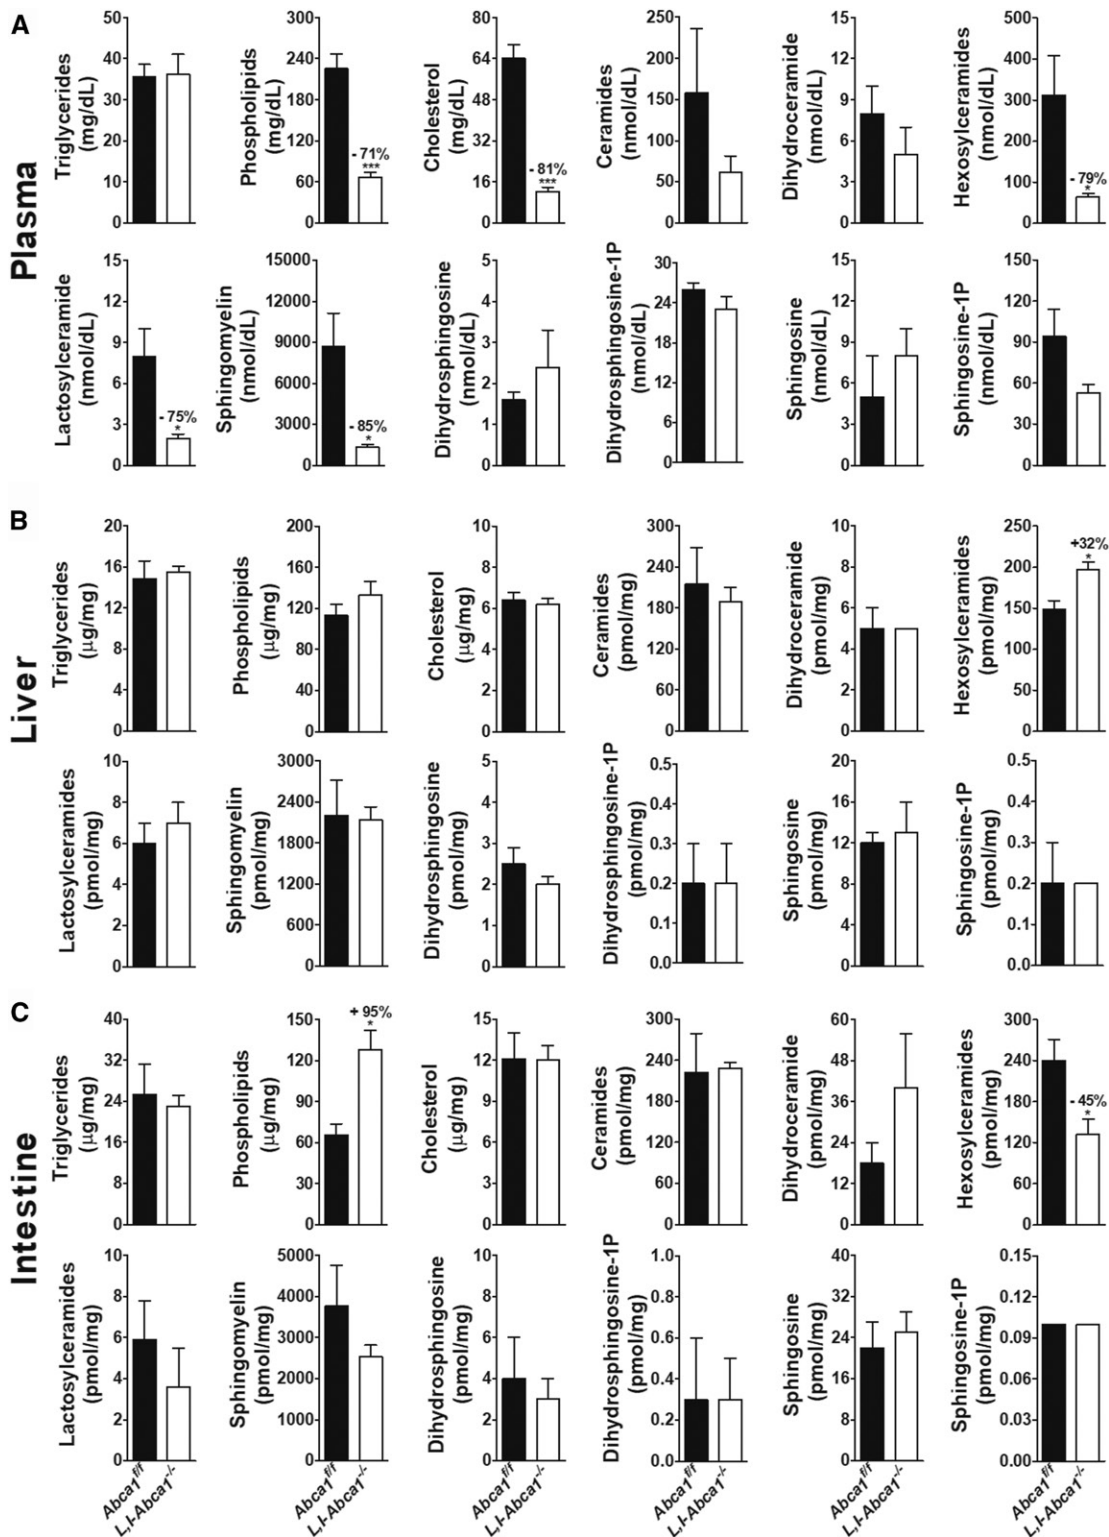 A
Plasma
Triglycerides
(mg/dL)
50
40
30
20
10
0
Phospholipids
(mg/dL)
300
240
180
120
60
0
- 71%
***
Cholesterol
(mg/dL)
80
64
48
32
16
0
- 81%
***
Ceramides
(nmol/dL)
250
200
150
100
50
0
Dihydroceramide
(nmol/dL)
15
12
9
6
3
0
Hexosylceramides
(nmol/dL)
500
400
300
200
100
0
- 79%
*
Lactosylceramide
(nmol/dL)
15
12
9
6
3
0
- 75%
*
Sphingomyelin
(nmol/dL)
15000
12000
9000
6000
3000
0
- 85%
*
Dihydrosphingosine
(nmol/dL)
5
4
3
2
1
0
Dihydrosphingosine-1P
(nmol/dL)
30
24
18
12
6
0
Sphingosine
(nmol/dL)
15
12
9
6
3
0
Sphingosine-1P
(nmol/dL)
150
120
90
60
30
0
B
Liver
Triglycerides
(µg/mg)
20
16
12
8
4
0
Phospholipids
(µg/mg)
200
160
120
80
40
0
Cholesterol
(µg/mg)
10
8
6
4
2
0
Ceramides
(pmol/mg)
300
240
180
120
60
0
Dihydroceramide
(pmol/mg)
10
8
6
4
2
0
Hexosylceramides
(pmol/mg)
250
200
150
100
50
0
+32%
*
Lactosylceramides
(pmol/mg)
10
8
6
4
2
0
Sphingomyelin
(pmol/mg)
3000
2400
1800
1200
600
0
Dihydrosphingosine
(pmol/mg)
5
4
3
2
1
0
Dihydrosphingosine-1P
(pmol/mg)
0.5
0.4
0.3
0.2
0.1
0.0
Sphingosine
(pmol/mg)
20
16
12
8
4
0
Sphingosine-1P
(pmol/mg)
0.5
0.4
0.3
0.2
0.1
0.0
C
Intestine
Triglycerides
(µg/mg)
40
32
24
16
8
0
Phospholipids
(µg/mg)
150
120
90
60
30
0
+ 95%
*
Cholesterol
(µg/mg)
15
12
9
6
3
0
Ceramides
(pmol/mg)
300
240
180
120
60
0
Dihydroceramide
(pmol/mg)
60
48
36
24
12
0
Hexosylceramides
(pmol/mg)
300
240
180
120
60
0
- 45%
*
Lactosylceramides
(pmol/mg)
10
8
6
4
2
0
Abca1f/f
L,I-Abca1-/-
Sphingomyelin
(pmol/mg)
5000
4000
3000
2000
1000
0
Abca1f/f
L,I-Abca1-/-
Dihydrosphingosine
(pmol/mg)
10
8
6
4
2
0
Abca1f/f
L,I-Abca1-/-
Dihydrosphingosine-1P
(pmol/mg)
1.0
0.8
0.6
0.4
0.2
0.0
Abca1f/f
L,I-Abca1-/-
Sphingosine
(pmol/mg)
40
32
24
16
8
0
Abca1f/f
L,I-Abca1-/-
Sphingosine-1P
(pmol/mg)
0.15
0.12
0.09
0.06
0.03
0.00
Abca1f/f
L,I-Abca1-/-